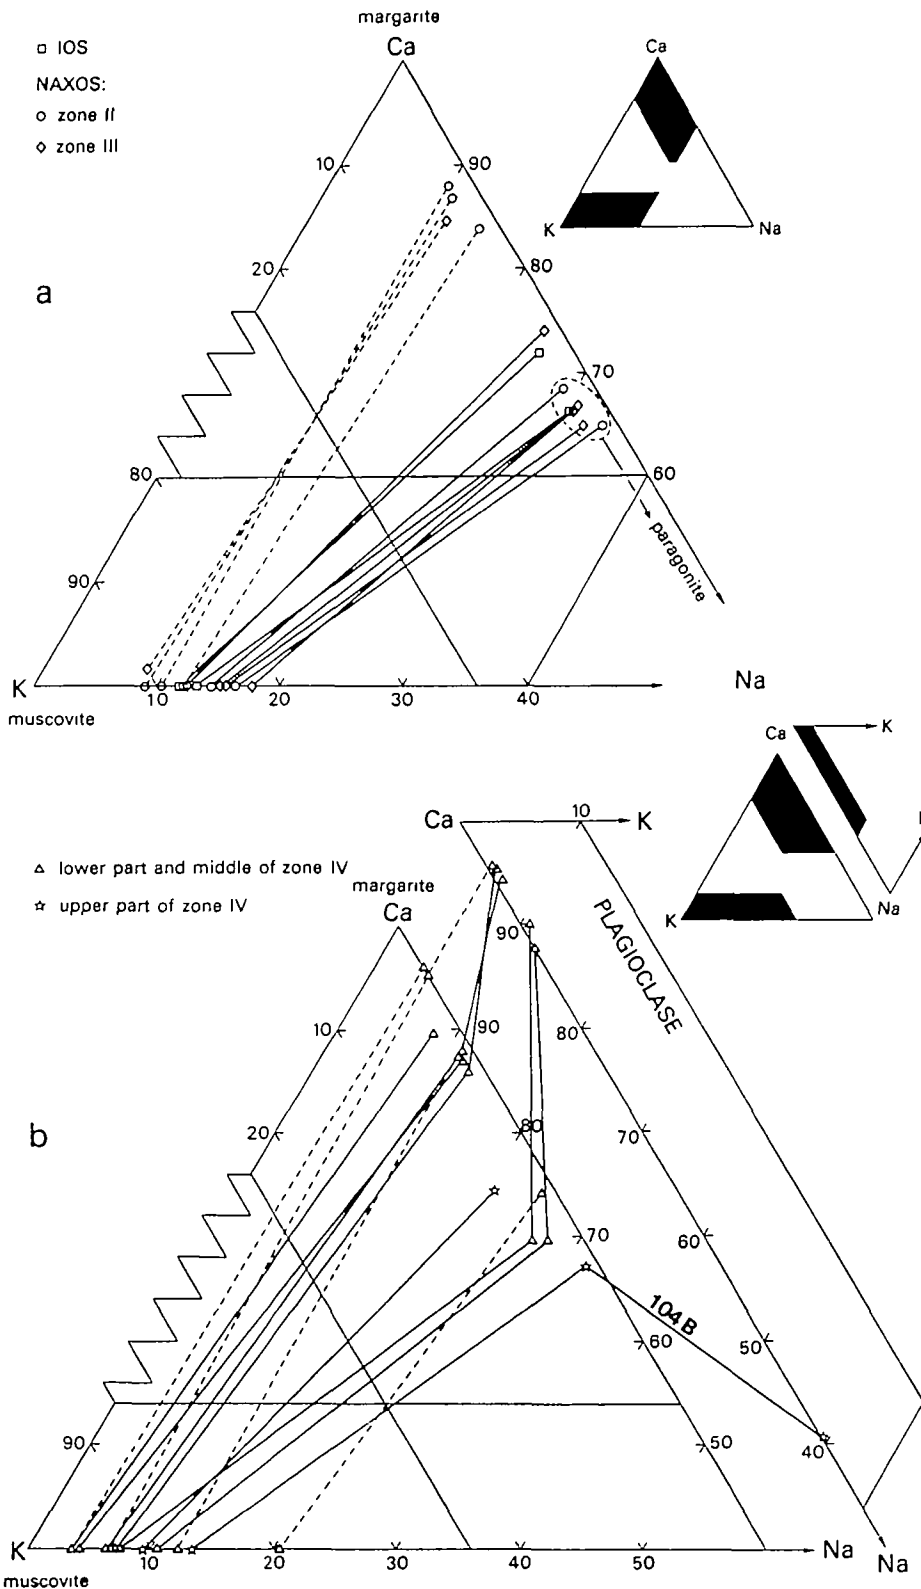 margarite
Ca
□ IOS
NAXOS:
○ zone II
◇ zone III
Ca
K
Na
10
90
20
80
a
70
80
60
paragonite
90
K
10
20
30
40
Na
muscovite
Ca
K
Ca
10
K
△ lower part and middle of zone IV
margarite
☆ upper part of zone IV
Ca
K
Na
90
PLAGIOCLASE
10
90
80
b
20
80
70
70
60
104B
60
50
90
50
40
K
10
20
30
40
50
Na
Na
muscovite